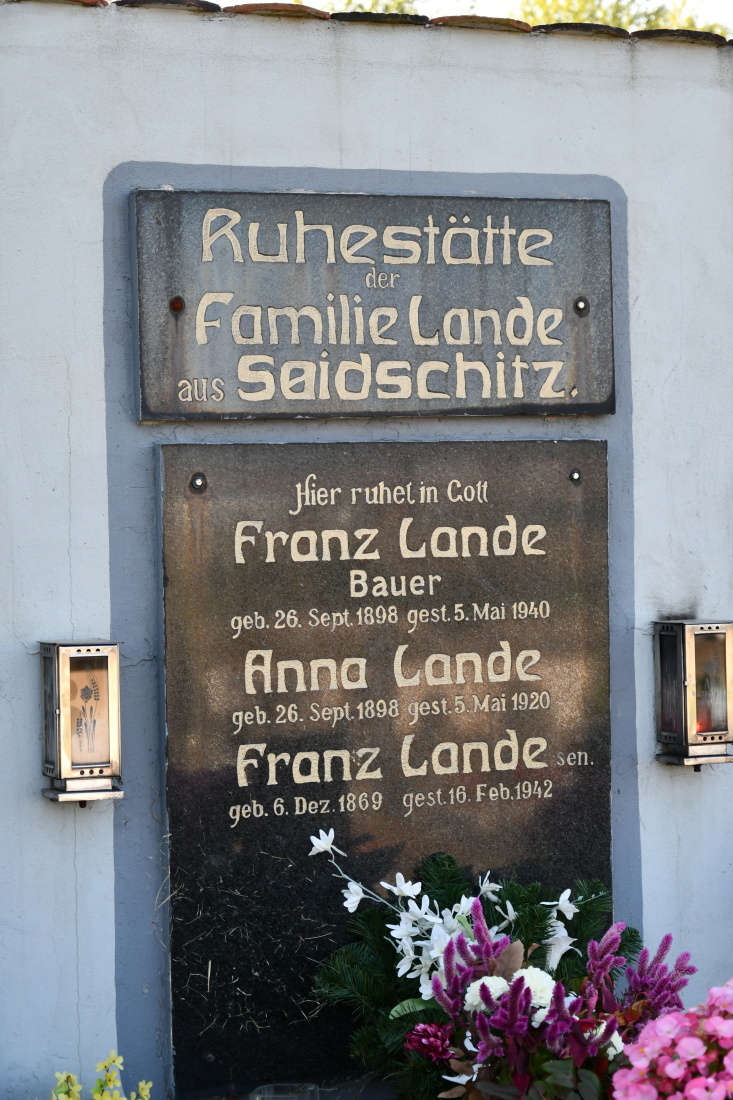 Ruhestätte
der
Familie Lande
aus Saidschitz.
Hier ruhet in Gott
Franz Lande
Bauer
geb. 26. Sept. 1898 gest. 5. Mai 1940
Anna Lande
geb. 26. Sept. 1898 gest. 5. Mai 1920
Franz Lande sen.
geb. 6. Dez. 1869 gest. 16. Feb. 1942